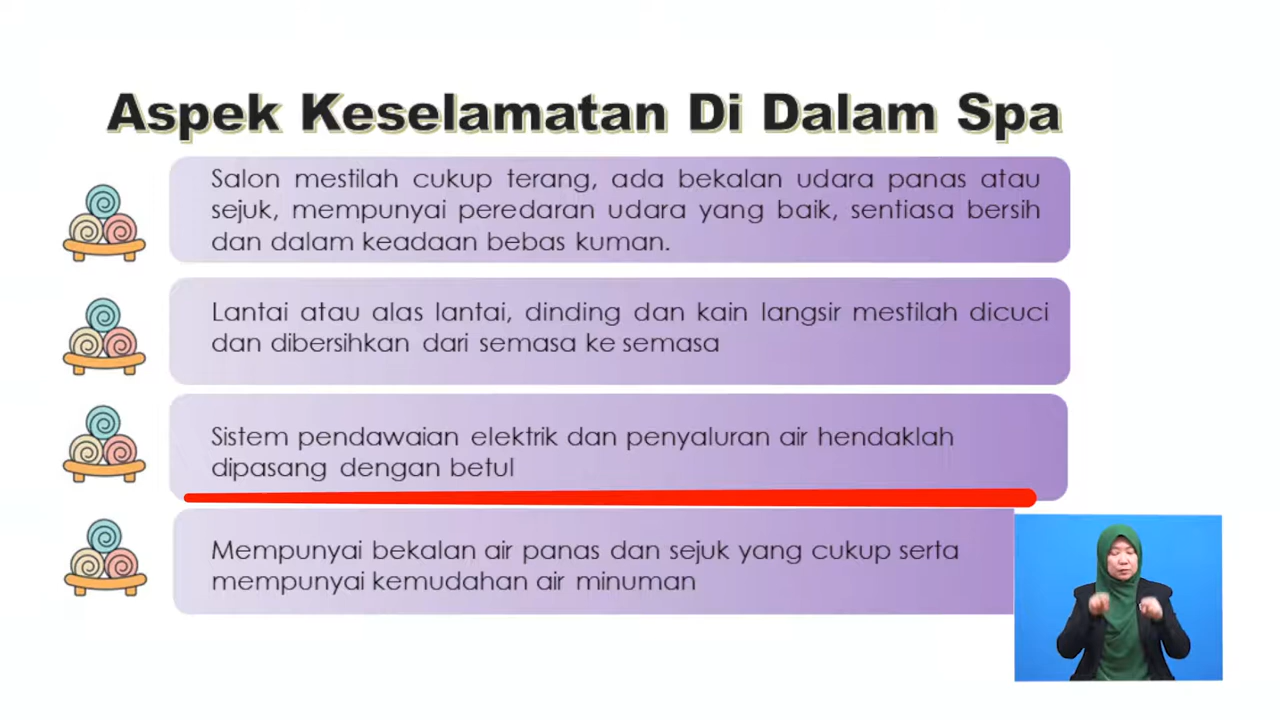 Aspek Keselamatan Di Dalam Spa
Salon mestilah cukup terang, ada bekalan udara panas atau
sejuk, mempunyai peredaran udara yang baik, sentiasa bersih
dan dalam keadaan bebas kuman.
Lantai atau alas lantai, dinding dan kain langsir mestilah dicuci
dan dibersihkan dari semasa ke semasa
Sistem pendawaian elektrik dan penyaluran air hendaklah
dipasang dengan betul
Mempunyai bekalan air panas dan sejuk yang cukup serta
mempunyai kemudahan air minuman